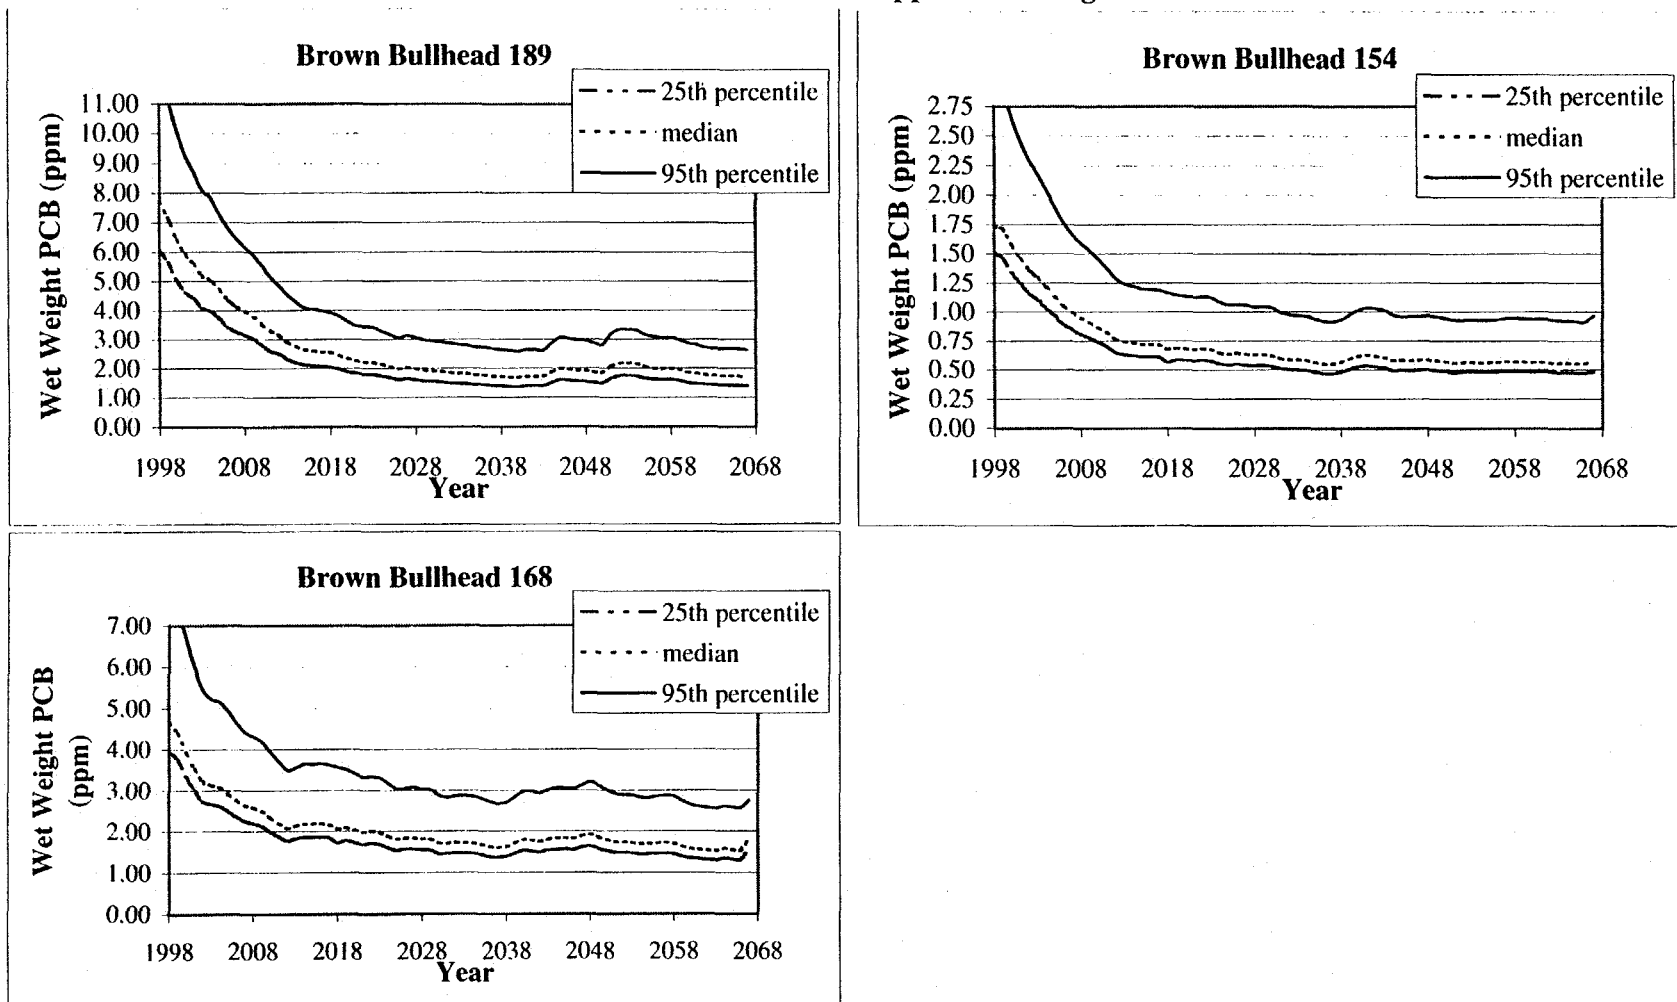 Brown Bullhead 189
25th percentile
median
95th percentile
Wet Weight PCB (ppm)
11.00
10.00
9.00
8.00
7.00
6.00
5.00
4.00
3.00
2.00
1.00
0.00
1998 2008 2018 2028 2038 2048 2058 2068
Year
Brown Bullhead 154
25th percentile
median
95th percentile
Wet Weight PCB (ppm)
2.75
2.50
2.25
2.00
1.75
1.50
1.25
1.00
0.75
0.50
0.25
0.00
1998 2008 2018 2028 2038 2048 2058 2068
Year
Brown Bullhead 168
25th percentile
median
95th percentile
Wet Weight PCB
(ppm)
7.00
6.00
5.00
4.00
3.00
2.00
1.00
0.00
1998 2008 2018 2028 2038 2048 2058 2068
Year